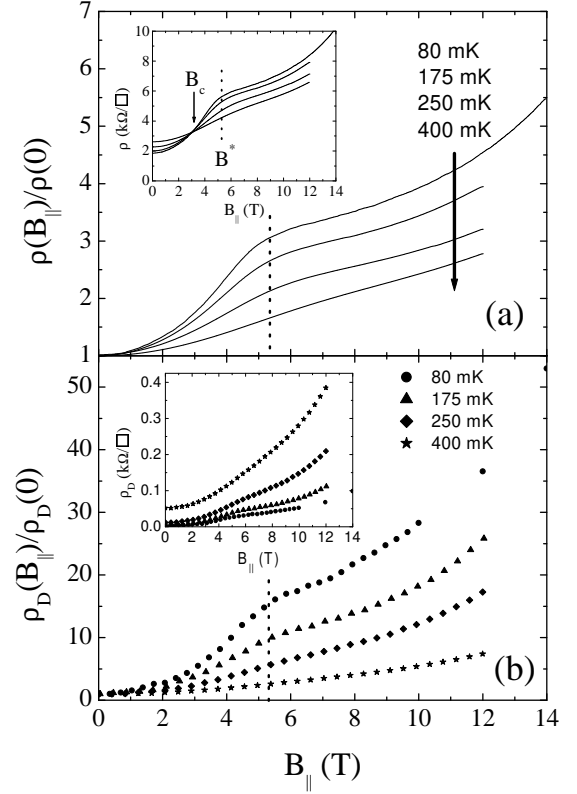 7
6
5
4
3
2
1
ρ(B||)/ρ(0)
10
8
6
4
2
0
ρ (kΩ/□)
B_c
B*
0 2 4 6 8 10 12 14
B|| (T)
80 mK
175 mK
250 mK
400 mK
(a)
50
40
30
20
10
0
ρ_D(B||)/ρ_D(0)
0.4
0.3
0.2
0.1
0.0
ρ_D (kΩ/□)
0 2 4 6 8 10 12 14
B|| (T)
80 mK
175 mK
250 mK
400 mK
(b)
0 2 4 6 8 10 12 14
B|| (T)